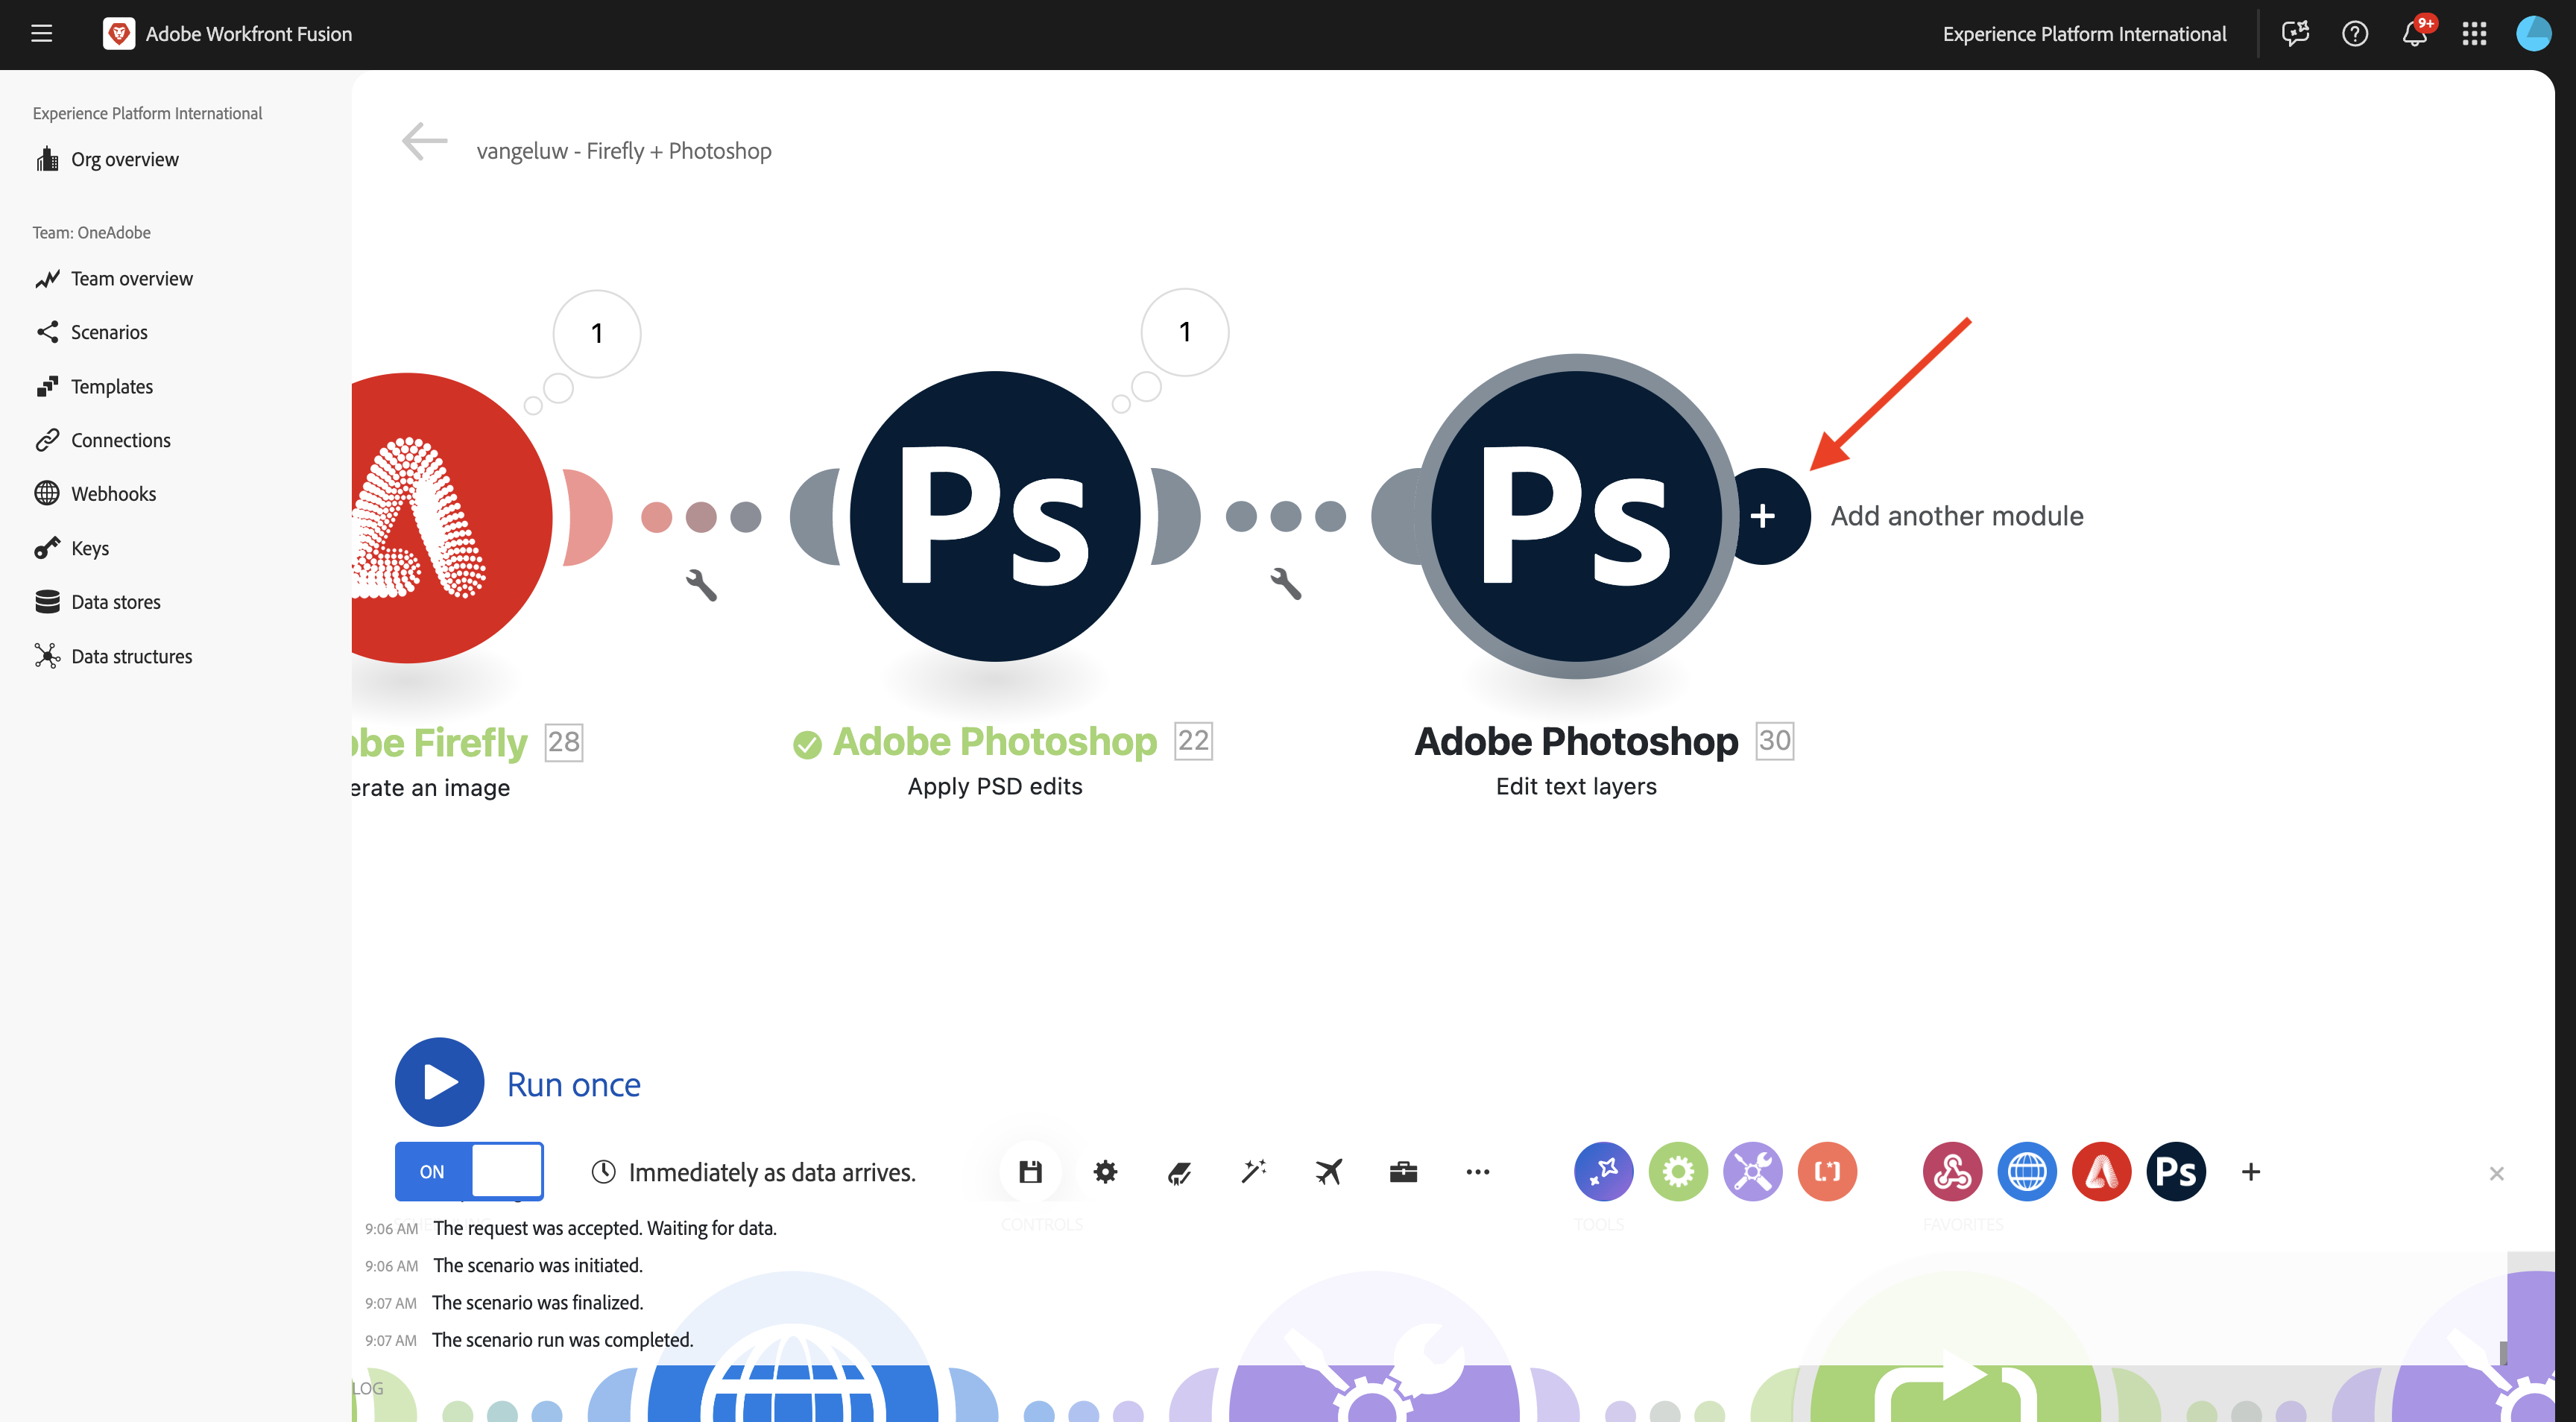 Adobe Workfront Fusion
Experience Platform International
9+
Experience Platform International
Org overview
Team: OneAdobe
Team overview
Scenarios
Templates
Connections
Webhooks
Keys
Data stores
Data structures
vangeluw - Firefly + Photoshop
1
1
Ps
Ps
+
Add another module
obe Firefly 28
erate an image
Adobe Photoshop 22
Apply PSD edits
Adobe Photoshop 30
Edit text layers
Run once
ON
Immediately as data arrives.
Ps
+
CONTROLS
TOOLS
FAVORITES
9:06 AM The request was accepted. Waiting for data.
9:06 AM The scenario was initiated.
9:07 AM The scenario was finalized.
9:07 AM The scenario run was completed.
LOG